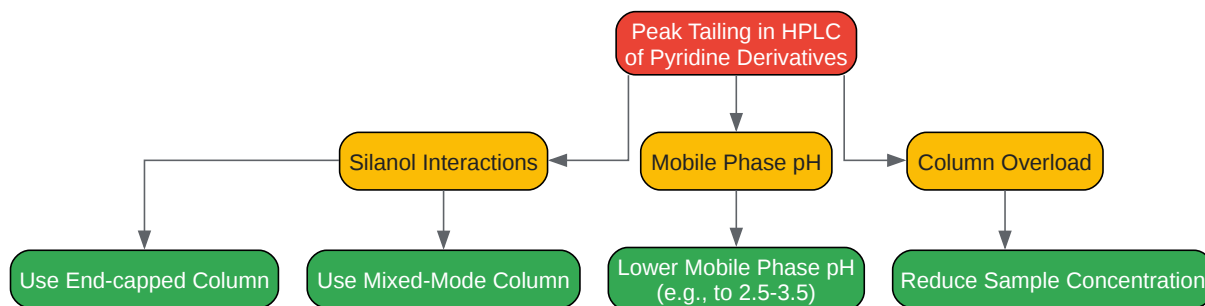 Peak Tailing in HPLC
of Pyridine Derivatives
Silanol Interactions
Mobile Phase pH
Column Overload
Use End-capped Column
Use Mixed-Mode Column
Lower Mobile Phase pH
(e.g., to 2.5-3.5)
Reduce Sample Concentration